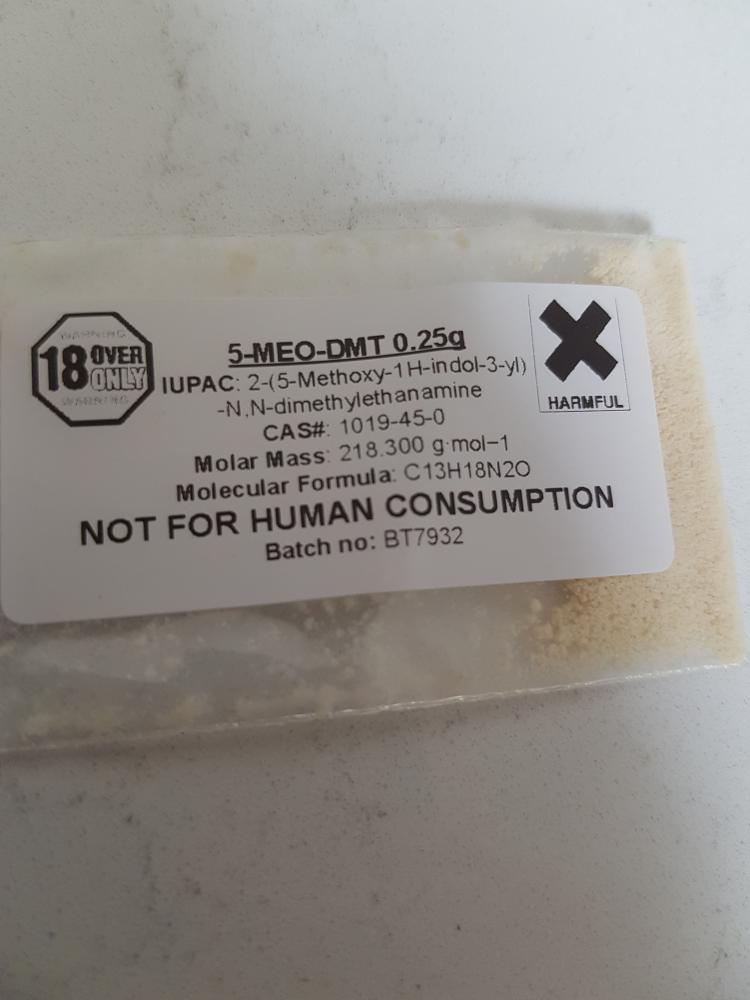 WARNING
18 OVER
ONLY
WARNING
5-MEO-DMT 0.25g
IUPAC: 2-(5-Methoxy-1H-indol-3-yl)
-N,N-dimethylethanamine
CAS#: 1019-45-0
Molar Mass: 218.300 g·mol−1
Molecular Formula: C13H18N2O
NOT FOR HUMAN CONSUMPTION
Batch no: BT7932
HARMFUL